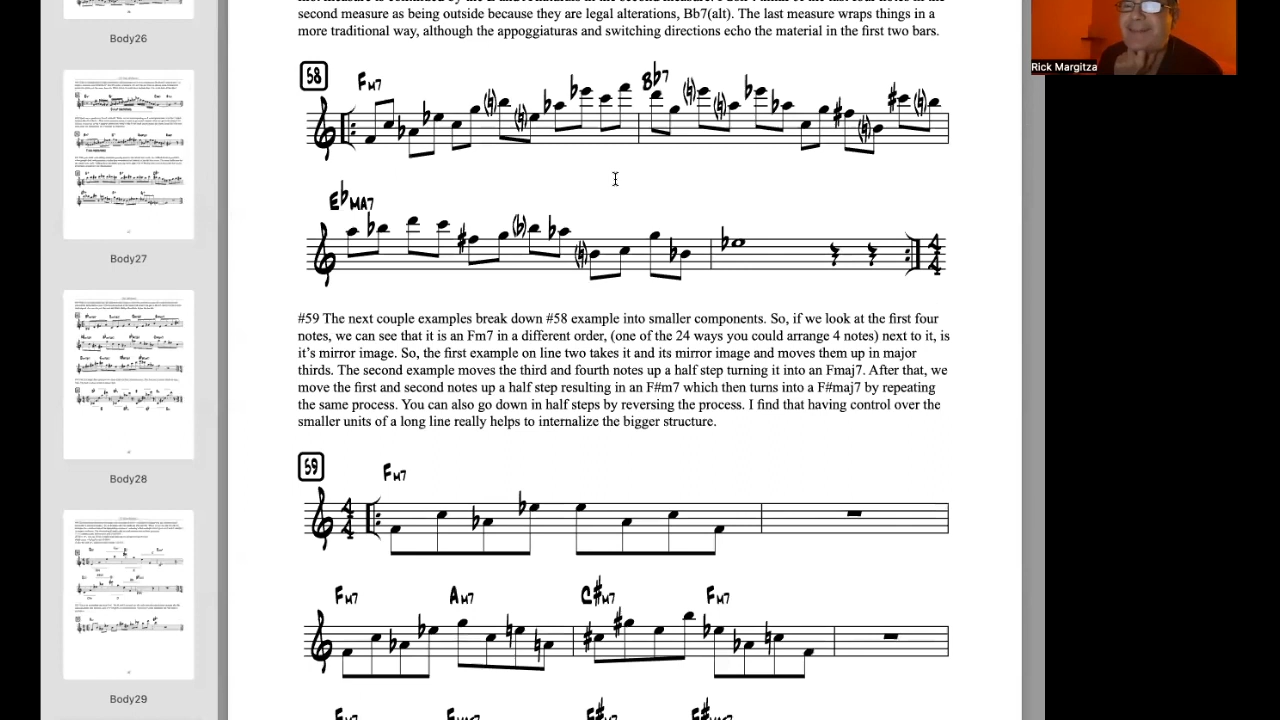 Body26
Body27
Body28
Body29
second measure as being outside because they are legal alterations, Bb7(alt). The last measure wraps things in a
more traditional way, although the appoggiaturas and switching directions echo the material in the first two bars.
58
Fm7 Bb7
EbMA7
#59 The next couple examples break down #58 example into smaller components. So, if we look at the first four
notes, we can see that it is an Fm7 in a different order, (one of the 24 ways you could arrange 4 notes) next to it, is
it's mirror image. So, the first example on line two takes it and its mirror image and moves them up in major
thirds. The second example moves the third and fourth notes up a half step turning it into an Fmaj7. After that, we
move the first and second notes up a half step resulting in an F#m7 which then turns into a F#maj7 by repeating
the same process. You can also go down in half steps by reversing the process. I find that having control over the
smaller units of a long line really helps to internalize the bigger structure.
59
Fm7
Fm7 Am7 C#m7 Fm7
Rick Margitza